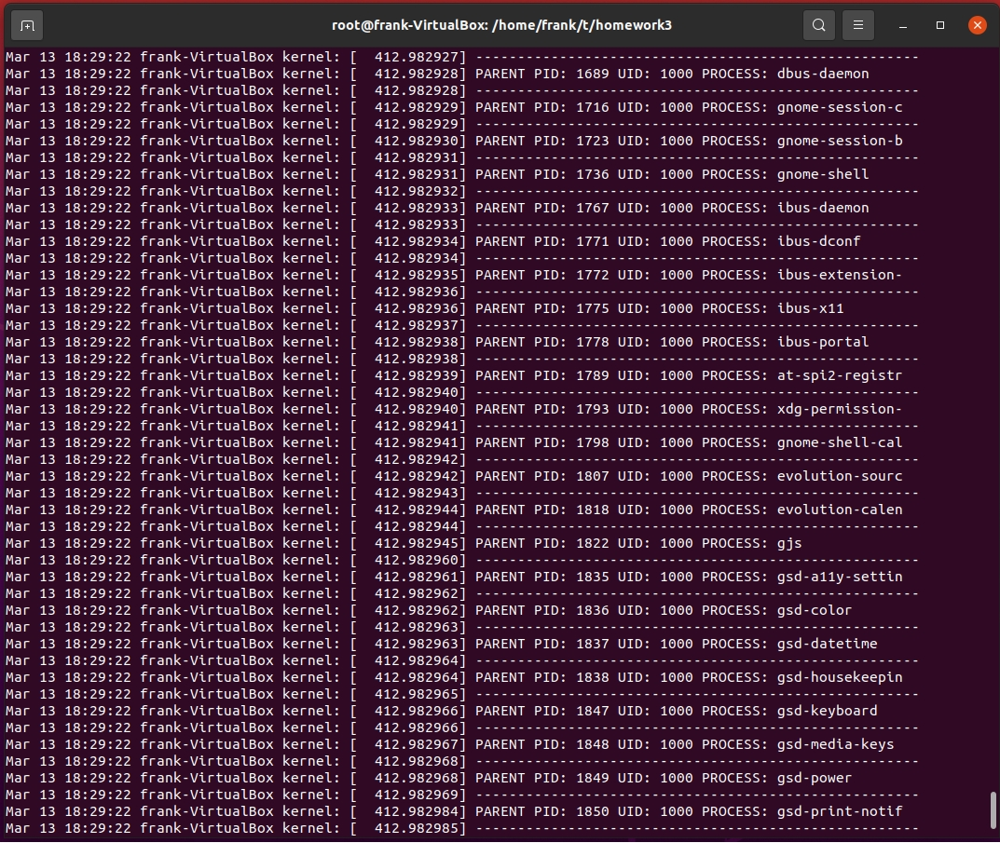 root@frank-VirtualBox: /home/frank/t/homework3
Mar 13 18:29:22 frank-VirtualBox kernel: [  412.982927] -----------------------------------------------------
Mar 13 18:29:22 frank-VirtualBox kernel: [  412.982928] PARENT PID: 1689 UID: 1000 PROCESS: dbus-daemon
Mar 13 18:29:22 frank-VirtualBox kernel: [  412.982928] -----------------------------------------------------
Mar 13 18:29:22 frank-VirtualBox kernel: [  412.982929] PARENT PID: 1716 UID: 1000 PROCESS: gnome-session-c
Mar 13 18:29:22 frank-VirtualBox kernel: [  412.982929] -----------------------------------------------------
Mar 13 18:29:22 frank-VirtualBox kernel: [  412.982930] PARENT PID: 1723 UID: 1000 PROCESS: gnome-session-b
Mar 13 18:29:22 frank-VirtualBox kernel: [  412.982931] -----------------------------------------------------
Mar 13 18:29:22 frank-VirtualBox kernel: [  412.982931] PARENT PID: 1736 UID: 1000 PROCESS: gnome-shell
Mar 13 18:29:22 frank-VirtualBox kernel: [  412.982932] -----------------------------------------------------
Mar 13 18:29:22 frank-VirtualBox kernel: [  412.982933] PARENT PID: 1767 UID: 1000 PROCESS: ibus-daemon
Mar 13 18:29:22 frank-VirtualBox kernel: [  412.982933] -----------------------------------------------------
Mar 13 18:29:22 frank-VirtualBox kernel: [  412.982934] PARENT PID: 1771 UID: 1000 PROCESS: ibus-dconf
Mar 13 18:29:22 frank-VirtualBox kernel: [  412.982934] -----------------------------------------------------
Mar 13 18:29:22 frank-VirtualBox kernel: [  412.982935] PARENT PID: 1772 UID: 1000 PROCESS: ibus-extension-
Mar 13 18:29:22 frank-VirtualBox kernel: [  412.982936] -----------------------------------------------------
Mar 13 18:29:22 frank-VirtualBox kernel: [  412.982936] PARENT PID: 1775 UID: 1000 PROCESS: ibus-x11
Mar 13 18:29:22 frank-VirtualBox kernel: [  412.982937] -----------------------------------------------------
Mar 13 18:29:22 frank-VirtualBox kernel: [  412.982938] PARENT PID: 1778 UID: 1000 PROCESS: ibus-portal
Mar 13 18:29:22 frank-VirtualBox kernel: [  412.982938] -----------------------------------------------------
Mar 13 18:29:22 frank-VirtualBox kernel: [  412.982939] PARENT PID: 1789 UID: 1000 PROCESS: at-spi2-registr
Mar 13 18:29:22 frank-VirtualBox kernel: [  412.982940] -----------------------------------------------------
Mar 13 18:29:22 frank-VirtualBox kernel: [  412.982940] PARENT PID: 1793 UID: 1000 PROCESS: xdg-permission-
Mar 13 18:29:22 frank-VirtualBox kernel: [  412.982941] -----------------------------------------------------
Mar 13 18:29:22 frank-VirtualBox kernel: [  412.982941] PARENT PID: 1798 UID: 1000 PROCESS: gnome-shell-cal
Mar 13 18:29:22 frank-VirtualBox kernel: [  412.982942] -----------------------------------------------------
Mar 13 18:29:22 frank-VirtualBox kernel: [  412.982942] PARENT PID: 1807 UID: 1000 PROCESS: evolution-sourc
Mar 13 18:29:22 frank-VirtualBox kernel: [  412.982943] -----------------------------------------------------
Mar 13 18:29:22 frank-VirtualBox kernel: [  412.982944] PARENT PID: 1818 UID: 1000 PROCESS: evolution-calen
Mar 13 18:29:22 frank-VirtualBox kernel: [  412.982944] -----------------------------------------------------
Mar 13 18:29:22 frank-VirtualBox kernel: [  412.982945] PARENT PID: 1822 UID: 1000 PROCESS: gjs
Mar 13 18:29:22 frank-VirtualBox kernel: [  412.982960] -----------------------------------------------------
Mar 13 18:29:22 frank-VirtualBox kernel: [  412.982961] PARENT PID: 1835 UID: 1000 PROCESS: gsd-a11y-settin
Mar 13 18:29:22 frank-VirtualBox kernel: [  412.982962] -----------------------------------------------------
Mar 13 18:29:22 frank-VirtualBox kernel: [  412.982962] PARENT PID: 1836 UID: 1000 PROCESS: gsd-color
Mar 13 18:29:22 frank-VirtualBox kernel: [  412.982963] -----------------------------------------------------
Mar 13 18:29:22 frank-VirtualBox kernel: [  412.982963] PARENT PID: 1837 UID: 1000 PROCESS: gsd-datetime
Mar 13 18:29:22 frank-VirtualBox kernel: [  412.982964] -----------------------------------------------------
Mar 13 18:29:22 frank-VirtualBox kernel: [  412.982964] PARENT PID: 1838 UID: 1000 PROCESS: gsd-housekeepin
Mar 13 18:29:22 frank-VirtualBox kernel: [  412.982965] -----------------------------------------------------
Mar 13 18:29:22 frank-VirtualBox kernel: [  412.982966] PARENT PID: 1847 UID: 1000 PROCESS: gsd-keyboard
Mar 13 18:29:22 frank-VirtualBox kernel: [  412.982966] -----------------------------------------------------
Mar 13 18:29:22 frank-VirtualBox kernel: [  412.982967] PARENT PID: 1848 UID: 1000 PROCESS: gsd-media-keys
Mar 13 18:29:22 frank-VirtualBox kernel: [  412.982968] -----------------------------------------------------
Mar 13 18:29:22 frank-VirtualBox kernel: [  412.982968] PARENT PID: 1849 UID: 1000 PROCESS: gsd-power
Mar 13 18:29:22 frank-VirtualBox kernel: [  412.982969] -----------------------------------------------------
Mar 13 18:29:22 frank-VirtualBox kernel: [  412.982984] PARENT PID: 1850 UID: 1000 PROCESS: gsd-print-notif
Mar 13 18:29:22 frank-VirtualBox kernel: [  412.982985] -----------------------------------------------------